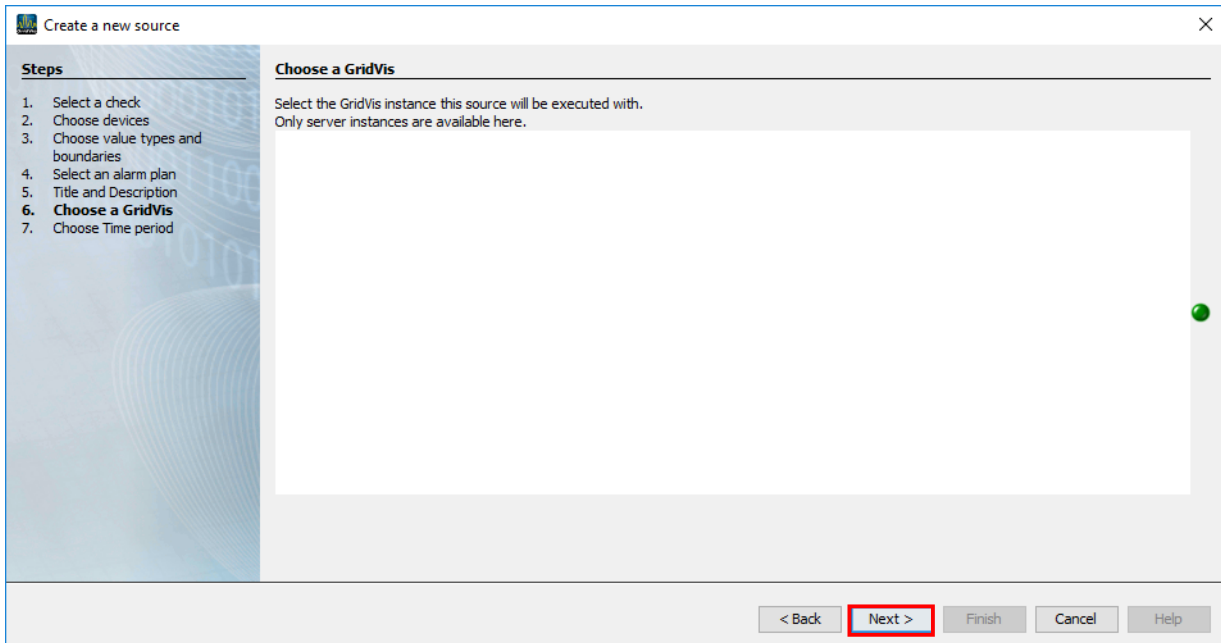 Create a new source
Steps
1. Select a check
2. Choose devices
3. Choose value types and
boundaries
4. Select an alarm plan
5. Title and Description
6. Choose a GridVis
7. Choose Time period
Choose a GridVis
Select the GridVis instance this source will be executed with.
Only server instances are available here.
< Back Next > Finish Cancel Help